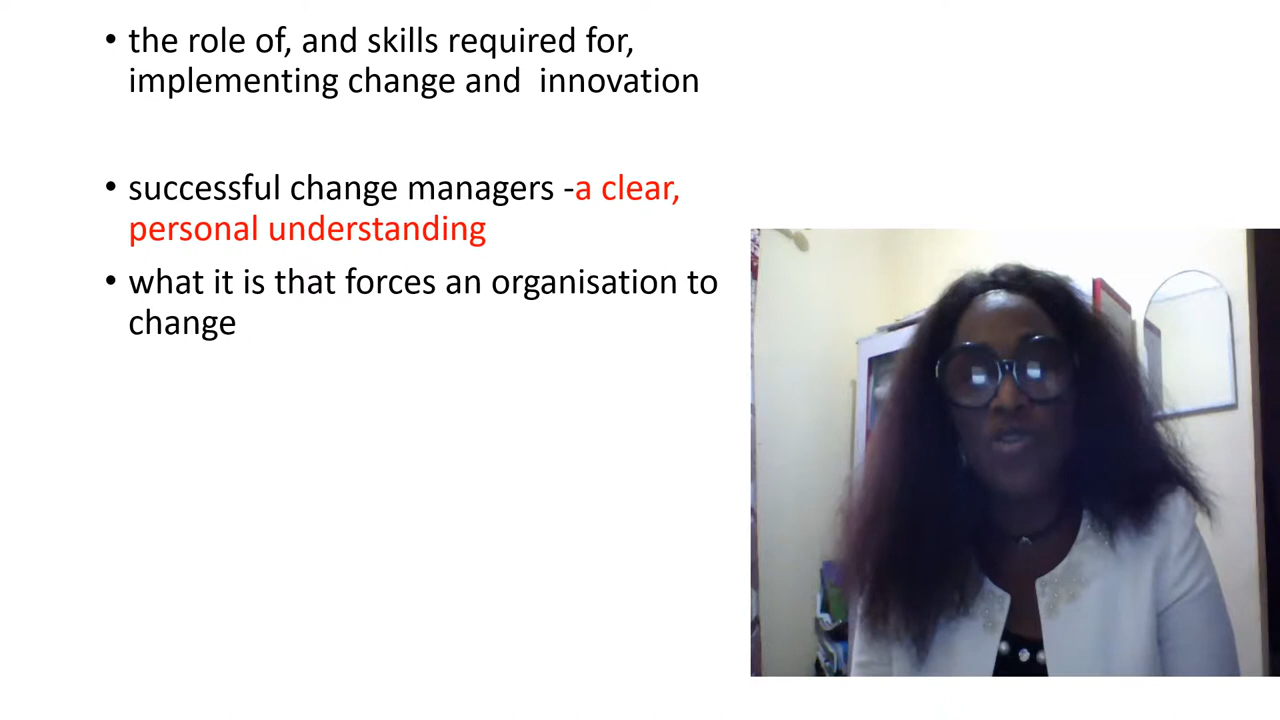 • the role of, and skills required for,
implementing change and  innovation
• successful change managers -a clear,
personal understanding
• what it is that forces an organisation to
change